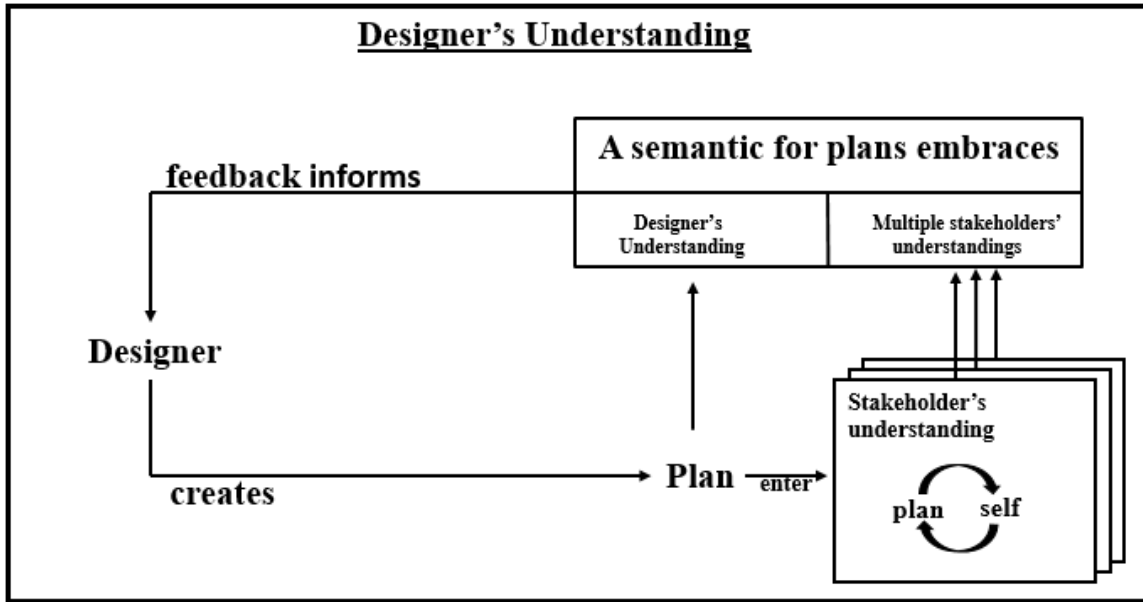 Designer’s Understanding
A semantic for plans embraces
feedback informs
Designer’s
Understanding
Multiple stakeholders’
understandings
Designer
Stakeholder’s
understanding
creates
Plan
enter
plan
self